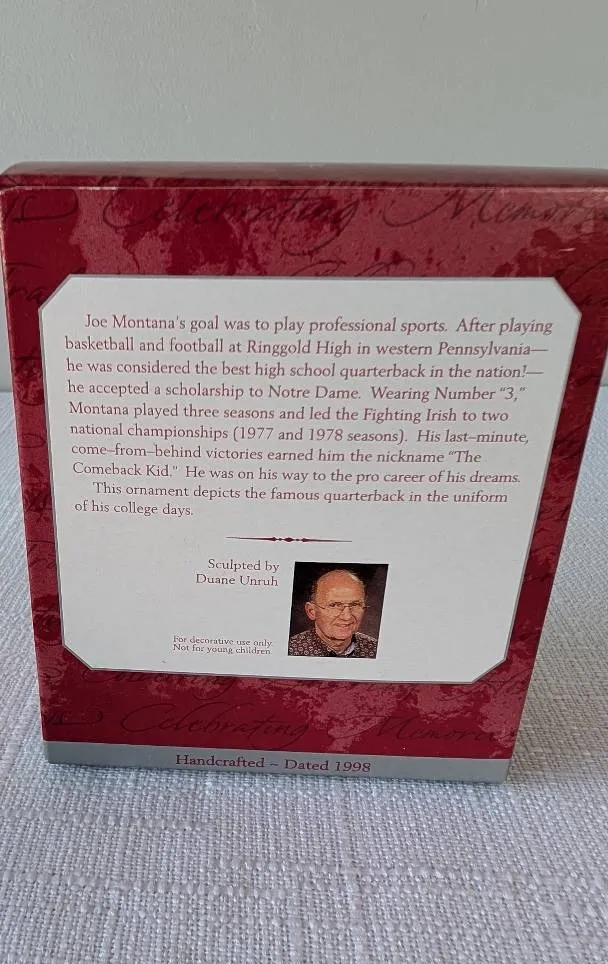 Celebrating Memor
Joe Montana's goal was to play professional sports. After playing
basketball and football at Ringgold High in western Pennsylvania—
he was considered the best high school quarterback in the nation!—
he accepted a scholarship to Notre Dame. Wearing Number "3,"
Montana played three seasons and led the Fighting Irish to two
national championships (1977 and 1978 seasons). His last–minute,
come–from–behind victories earned him the nickname "The
Comeback Kid." He was on his way to the pro career of his dreams.
This ornament depicts the famous quarterback in the uniform
of his college days.
Sculpted by
Duane Unruh
For decorative use only.
Not for young children.
Celebrating Memor
Handcrafted ~ Dated 1998